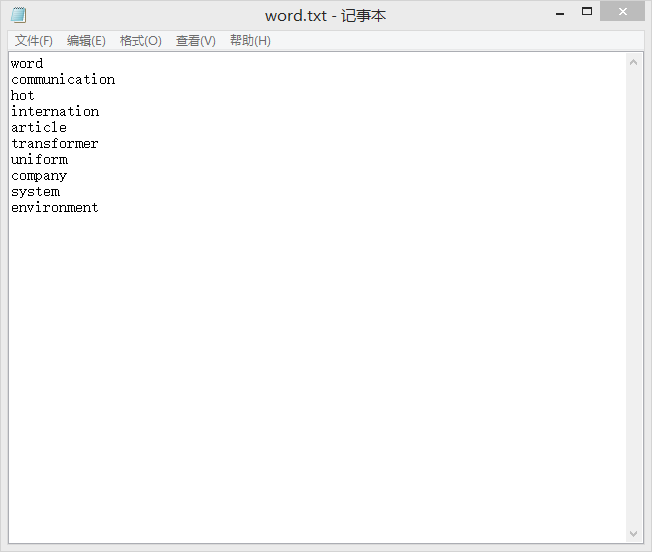 word.txt - 记事本
文件(F) 编辑(E) 格式(O) 查看(V) 帮助(H)
word
communication
hot
internation
article
transformer
uniform
company
system
environment